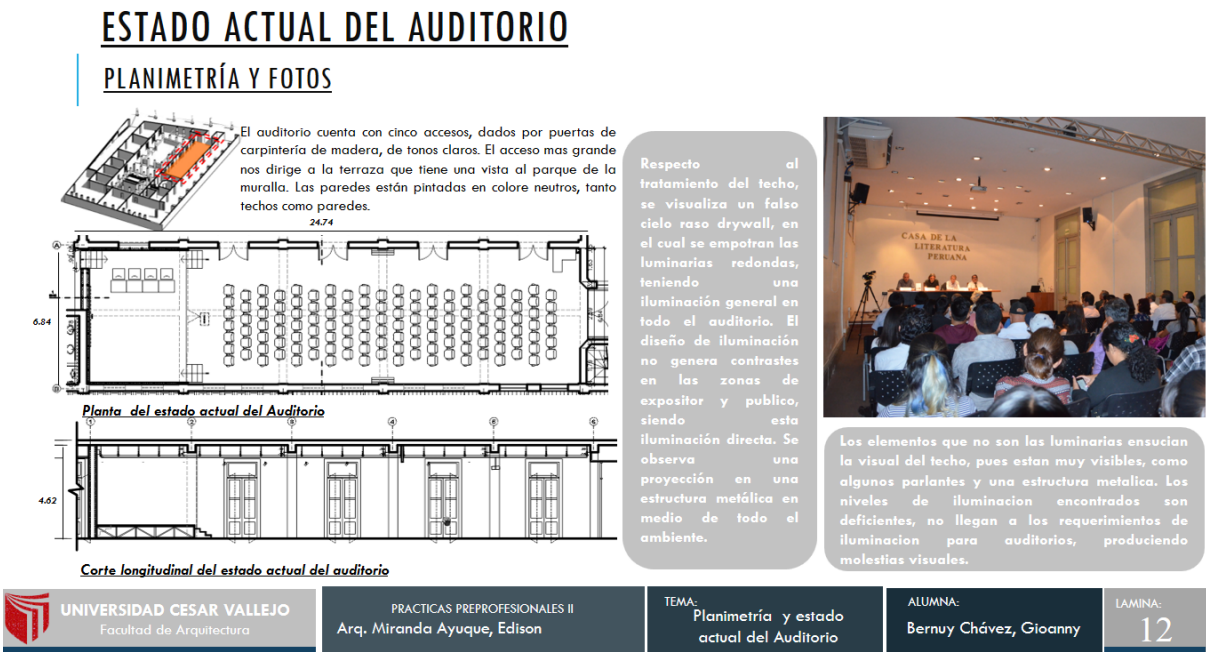 ESTADO ACTUAL DEL AUDITORIO
PLANIMETRÍA Y FOTOS
El auditorio cuenta con cinco accesos, dados por puertas de
carpintería de madera, de tonos claros. El acceso mas grande
nos dirige a la terraza que tiene una vista al parque de la
muralla. Las paredes están pintadas en colore neutros, tanto
techos como paredes.
24.74
6.84
Planta del estado actual del Auditorio
1 2 3 4 5 6
4.62
Corte longitudinal del estado actual del auditorio
Respecto al
tratamiento del techo,
se visualiza un falso
cielo raso drywall, en
el cual se empotran las
luminarias redondas,
teniendo una
iluminación general en
todo el auditorio. El
diseño de iluminación
no genera contrastes
en las zonas de
expositor y publico,
siendo esta
iluminación directa. Se
observa una
proyección en una
estructura metálica en
medio de todo el
ambiente.
CASA DE LA
LITERATURA
PERUANA
Los elementos que no son las luminarias ensucian
la visual del techo, pues estan muy visibles, como
algunos parlantes y una estructura metalica. Los
niveles de iluminacion encontrados son
deficientes, no llegan a los requerimientos de
iluminacion para auditorios, produciendo
molestias visuales.
UNIVERSIDAD CESAR VALLEJO
Facultad de Arquitectura
PRACTICAS PREPROFESIONALES II
Arq. Miranda Ayuque, Edison
TEMA:
Planimetría y estado
actual del Auditorio
ALUMNA:
Bernuy Chávez, Gioanny
LAMINA:
12